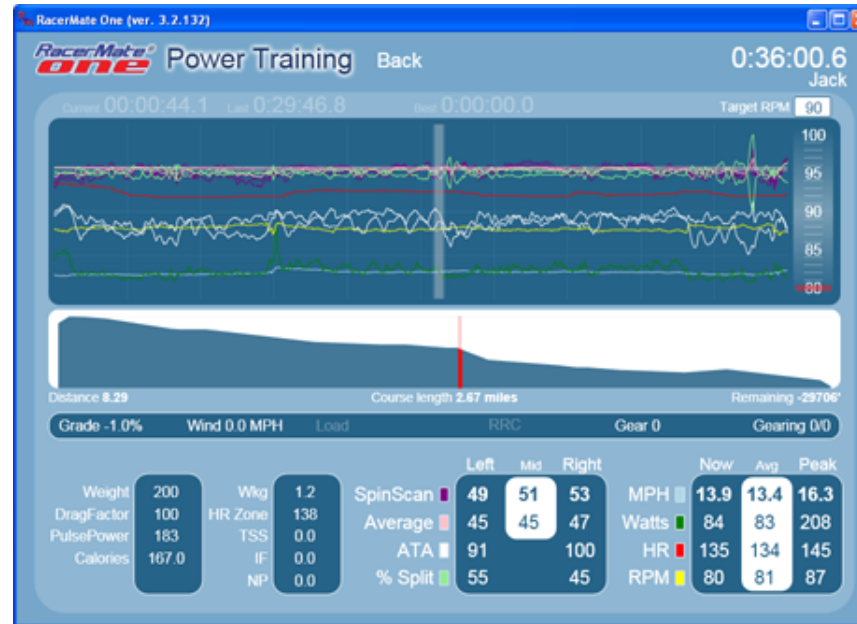 RacerMate One (ver. 3.2.132)
RacerMate® one Power Training Back 0:36:00.6
Jack
Current 00:00:44.1 Last 0:29:46.8 Best 0:00:00.0 Target RPM 90
100
95
90
85
80
Distance 8.29 Course length 2.67 miles Remaining -29706'
Grade -1.0% Wind 0.0 MPH Load RRC Gear 0 Gearing 0/0
Left Mid Right Now Avg Peak
Weight 200 Wkg 1.2 SpinScan 49 51 53 MPH 13.9 13.4 16.3
DragFactor 100 HR Zone 138 Average 45 45 47 Watts 84 83 208
PulsePower 183 TSS 0.0 ATA 91 100 HR 135 134 145
Calories 167.0 IF 0.0 % Split 55 45 RPM 80 81 87
NP 0.0